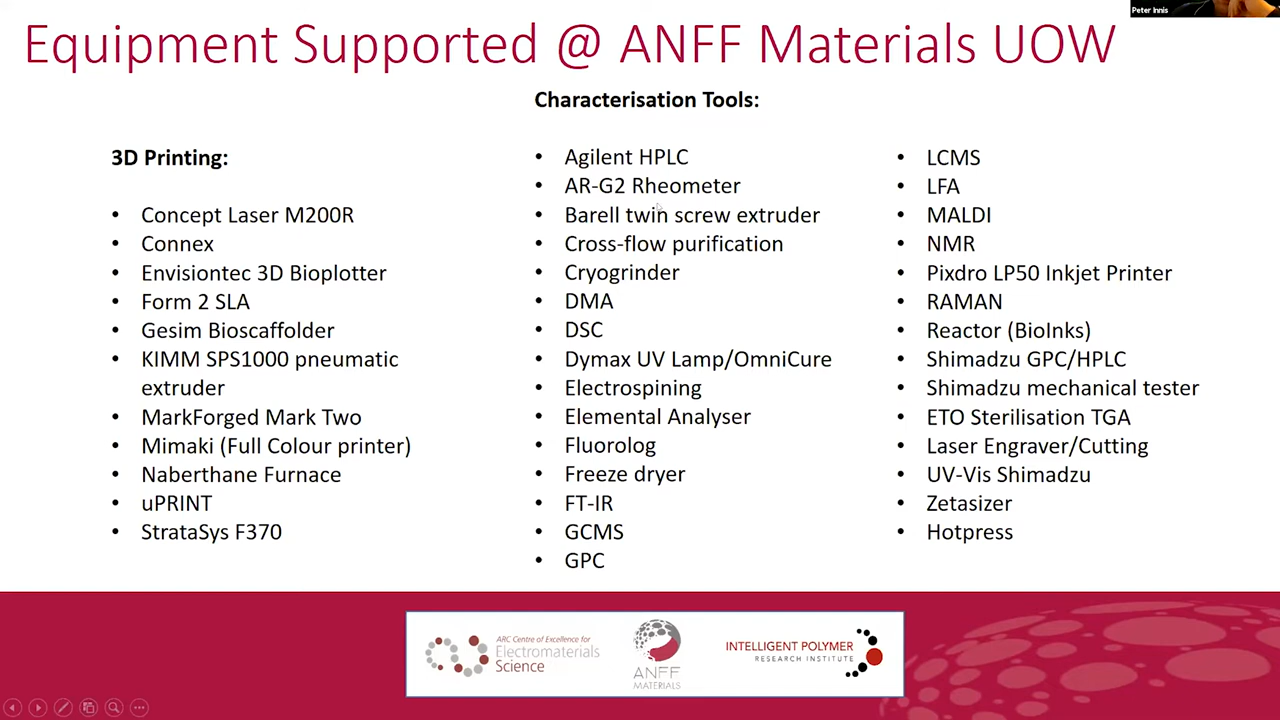 Peter Innis
Equipment Supported @ ANFF Materials UOW
Characterisation Tools:
3D Printing:
• Concept Laser M200R
• Connex
• Envisiontec 3D Bioplotter
• Form 2 SLA
• Gesim Bioscaffolder
• KIMM SPS1000 pneumatic
extruder
• MarkForged Mark Two
• Mimaki (Full Colour printer)
• Naberthane Furnace
• uPRINT
• StrataSys F370
• Agilent HPLC
• AR-G2 Rheometer
• Barell twin screw extruder
• Cross-flow purification
• Cryogrinder
• DMA
• DSC
• Dymax UV Lamp/OmniCure
• Electrospining
• Elemental Analyser
• Fluorolog
• Freeze dryer
• FT-IR
• GCMS
• GPC
• LCMS
• LFA
• MALDI
• NMR
• Pixdro LP50 Inkjet Printer
• RAMAN
• Reactor (BioInks)
• Shimadzu GPC/HPLC
• Shimadzu mechanical tester
• ETO Sterilisation TGA
• Laser Engraver/Cutting
• UV-Vis Shimadzu
• Zetasizer
• Hotpress
ARC Centre of Excellence for
Electromaterials
Science
ANFF
MATERIALS
INTELLIGENT POLYMER
RESEARCH INSTITUTE